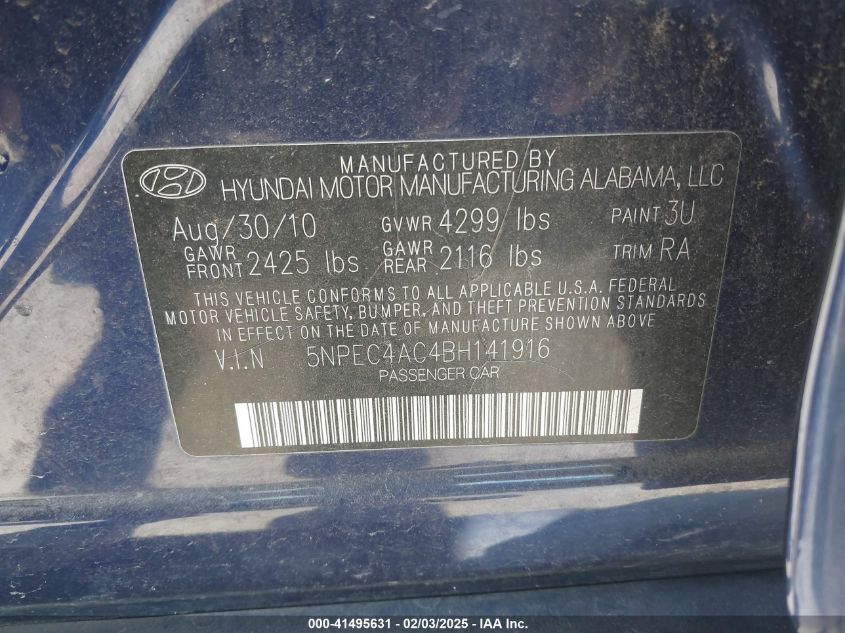 MANUFACTURED BY
HYUNDAI MOTOR MANUFACTURING ALABAMA, LLC
Aug/30/10 GVWR 4299 lbs PAINT 3U
GAWR FRONT 2425 lbs GAWR REAR 2116 lbs TRIM RA
THIS VEHICLE CONFORMS TO ALL APPLICABLE U.S.A. FEDERAL
MOTOR VEHICLE SAFETY, BUMPER, AND THEFT PREVENTION STANDARDS
IN EFFECT ON THE DATE OF MANUFACTURE SHOWN ABOVE
V.I.N 5NPEC4AC4BH141916
PASSENGER CAR
000-41495631 - 02/03/2025 - www.iaai.com